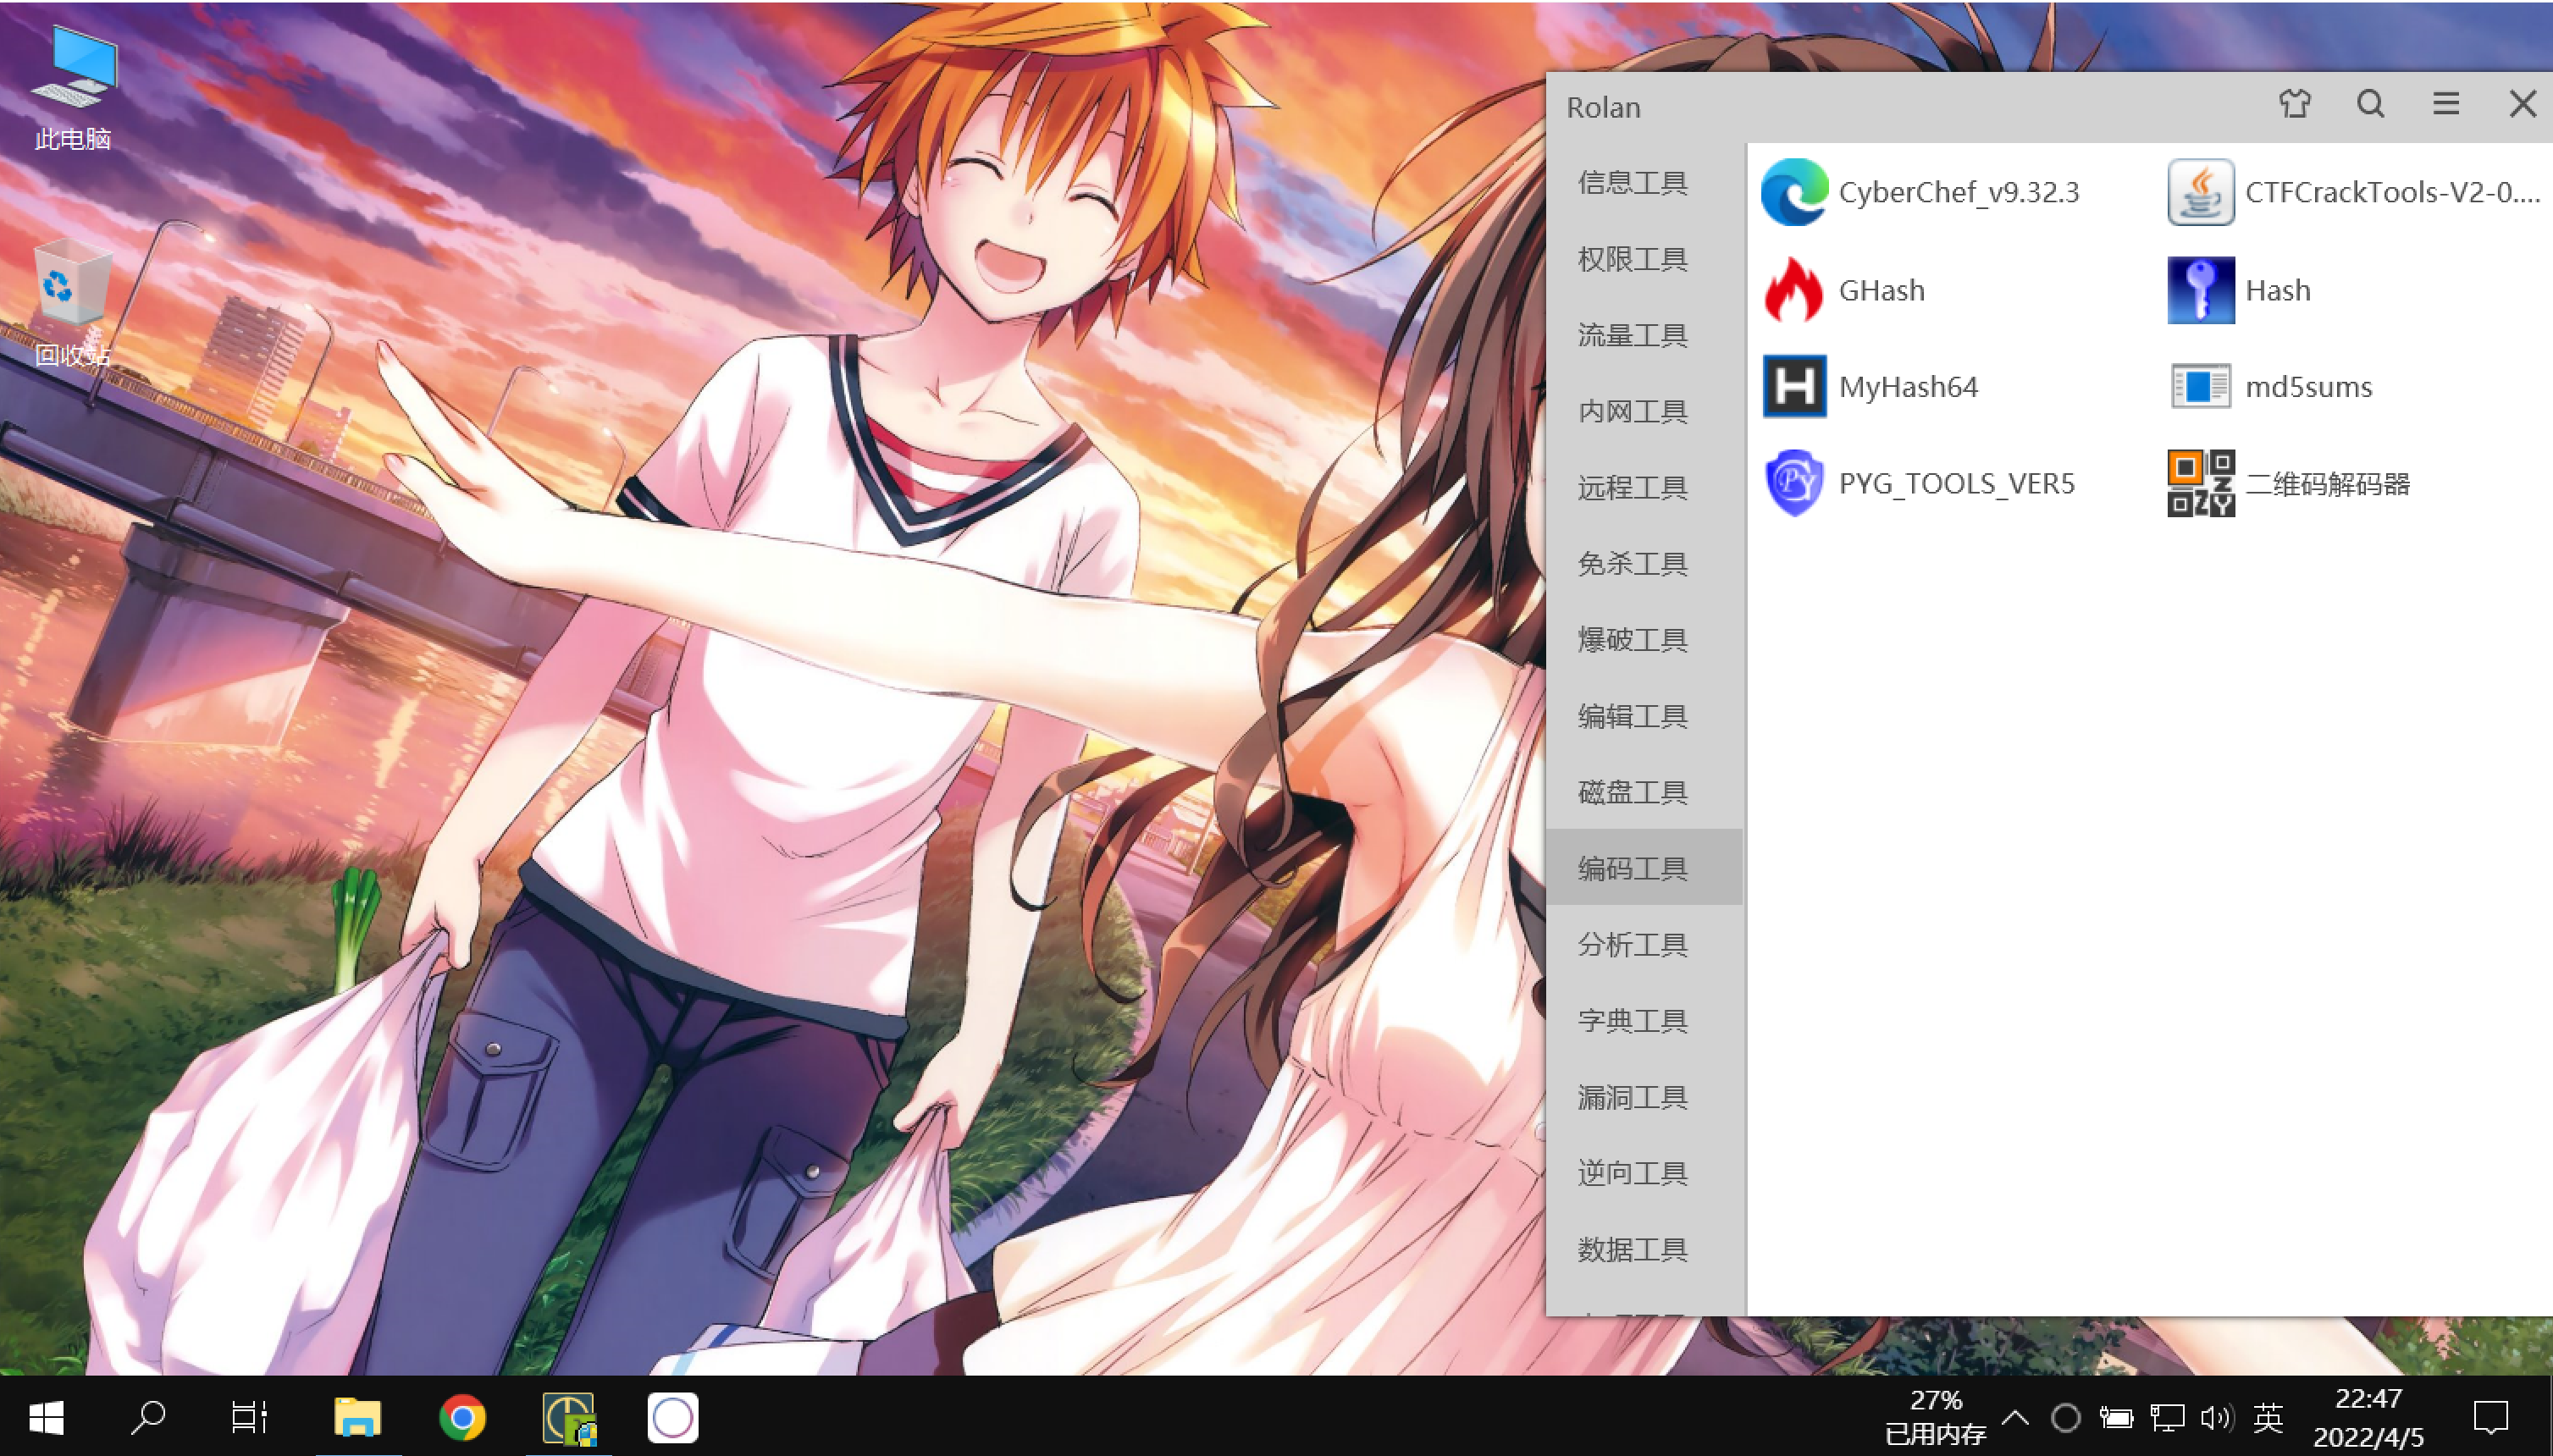 此电脑
回收站
Rolan
信息工具
权限工具
流量工具
内网工具
远程工具
免杀工具
爆破工具
编辑工具
磁盘工具
编码工具
分析工具
字典工具
漏洞工具
逆向工具
数据工具
CyberChef_v9.32.3
CTFCrackTools-V2-0....
GHash
Hash
MyHash64
md5sums
PYG_TOOLS_VER5
二维码解码器
27%
已用内存
英
22:47
2022/4/5